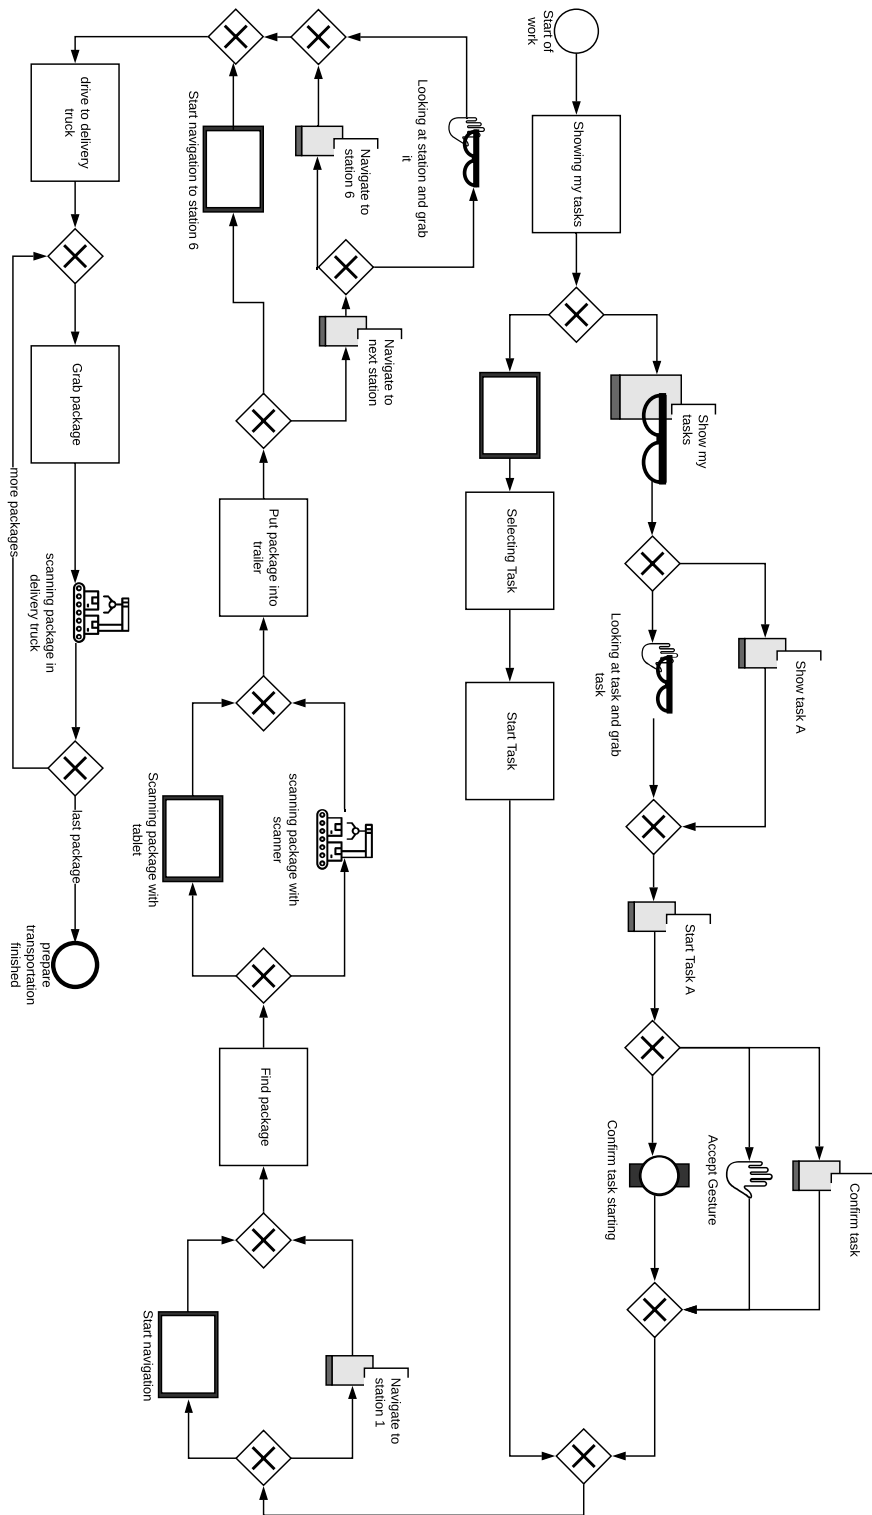 Start of
work
Showing my tasks
Show my
tasks
Show task A
Looking at task and grab
task
Start Task A
Confirm task
Accept Gesture
Confirm task starting
Selecting Task
Start Task
Navigate to
station 1
Start navigation
Find package
scanning package with
scanner
Scanning package with
tablet
Put package into
trailer
Navigate to
next station
Looking at station and grab
it
Navigate to
station 6
Start navigation to station 6
drive to delivery
truck
Grab package
more packages
scanning package in
delivery truck
last package
prepare
transportation
finished